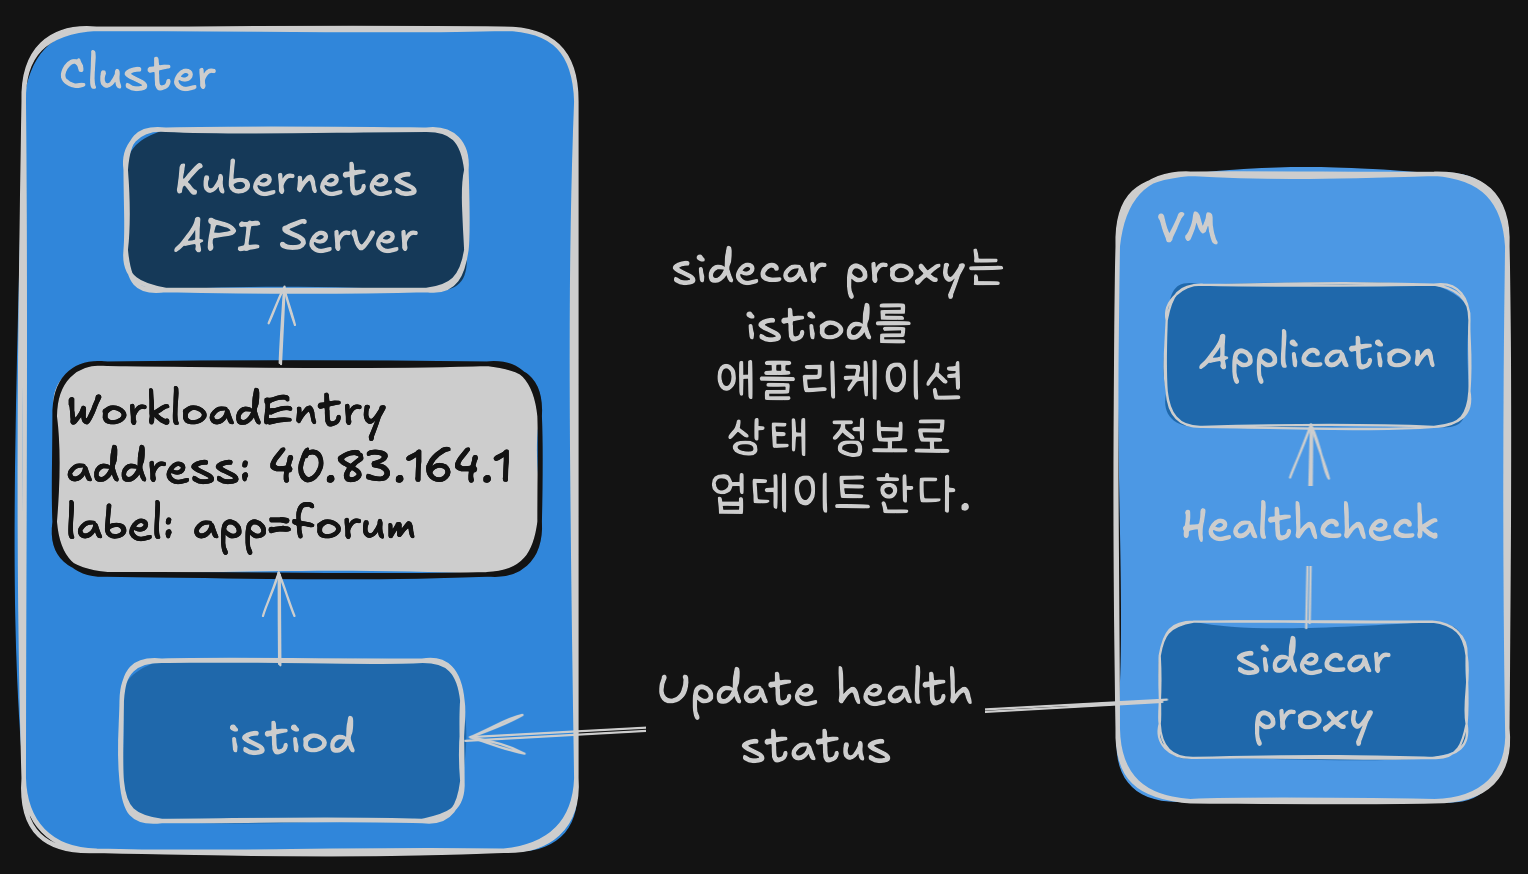 Cluster
Kubernetes
API Server
WorkloadEntry
address: 40.83.164.1
label: app=forum
istiod
sidecar proxy는
istiod를
애플리케이션
상태 정보로
업데이트한다.
Update health
status
VM
Application
Healthcheck
sidecar
proxy